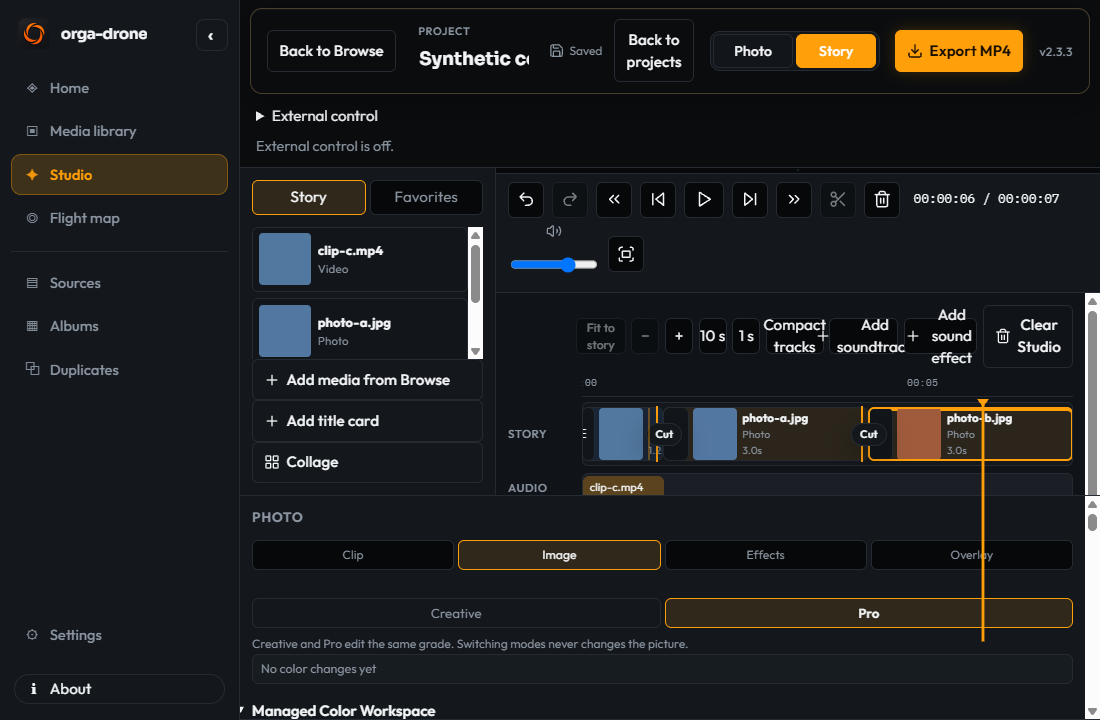 orga-drone
Home
Media library
Studio
Flight map
Sources
Albums
Duplicates
Settings
About
Back to Browse
PROJECT
Synthetic c
Saved
Back to
projects
Photo
Story
Export MP4
v2.3.3
External control
External control is off.
Story
Favorites
clip-c.mp4
Video
photo-a.jpg
Photo
Add media from Browse
Add title card
Collage
00:00:06 / 00:00:07
Fit to
story
10 s
1 s
Compact
tracks
Add
soundtrac
Add
sound
effect
Clear
Studio
:00
00:05
STORY
1.2
Cut
photo-a.jpg
Photo
3.0s
Cut
photo-b.jpg
Photo
3.0s
AUDIO
clip-c.mp4
PHOTO
Clip
Image
Effects
Overlay
Creative
Pro
Creative and Pro edit the same grade. Switching modes never changes the picture.
No color changes yet
Managed Color Workspace